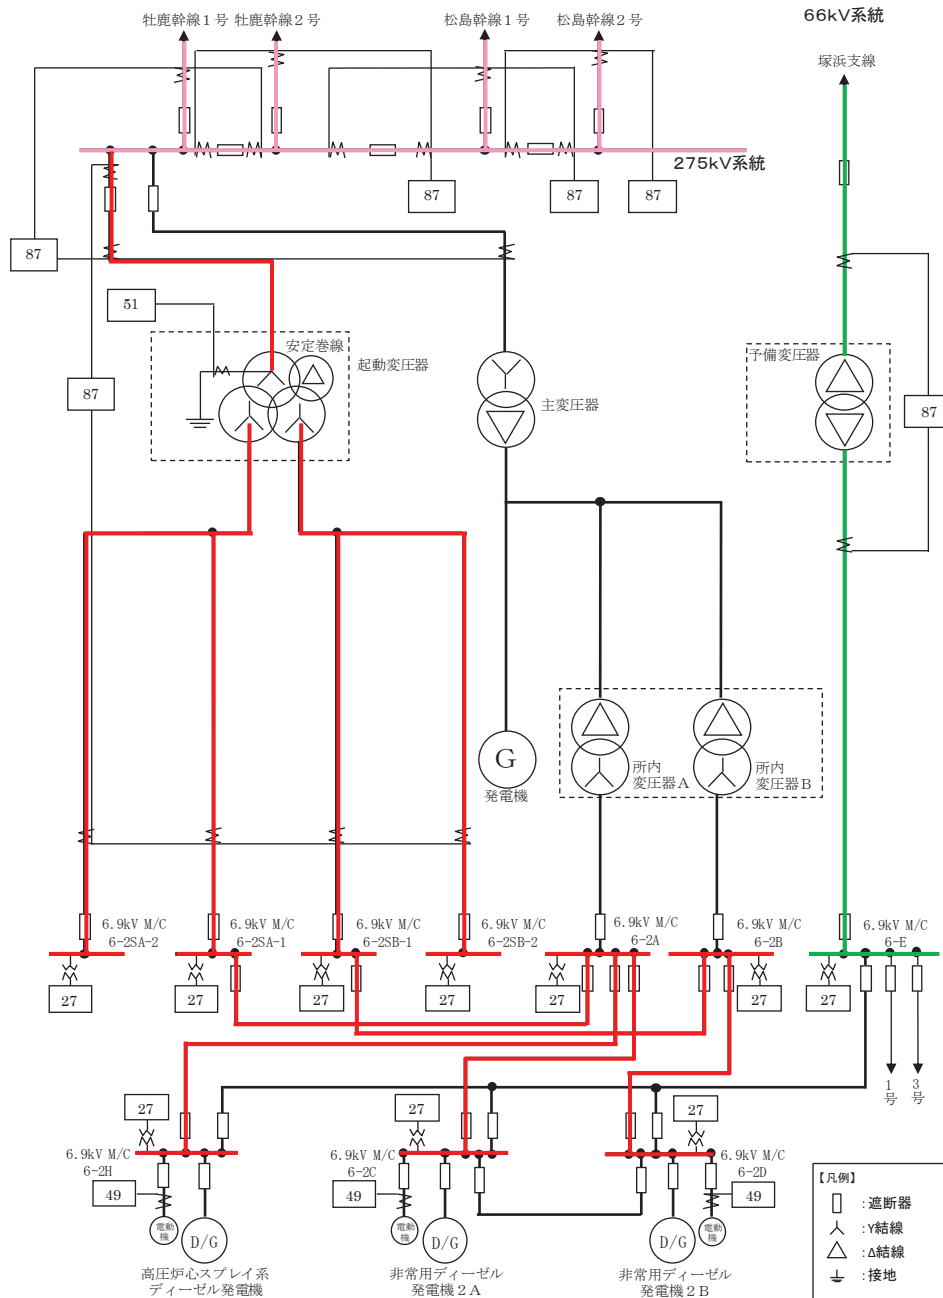 66kV系統
牡鹿幹線1号 牡鹿幹線2号 松島幹線1号 松島幹線2号
塚浜支線
275kV系統
87
87
87
87
51
安定巻線
起動変圧器
予備変圧器
87
主変圧器
87
G
発電機
所内
変圧器A
所内
変圧器B
6.9kV M/C
6-2SA-2
6.9kV M/C
6-2SA-1
6.9kV M/C
6-2SB-1
6.9kV M/C
6-2SB-2
6.9kV M/C
6-2A
6.9kV M/C
6-2B
6.9kV M/C
6-E
27
27
27
27
27
27
27
1号
3号
27
27
27
6.9kV M/C
6-2H
6.9kV M/C
6-2C
6.9kV M/C
6-2D
49
49
49
電動機
D/G
電動機
D/G
D/G
電動機
高圧炉心スプレイ系
ディーゼル発電機
非常用ディーゼル
発電機2A
非常用ディーゼル
発電機2B
【凡例】
:遮断器
:Y結線
:Δ結線
:接地